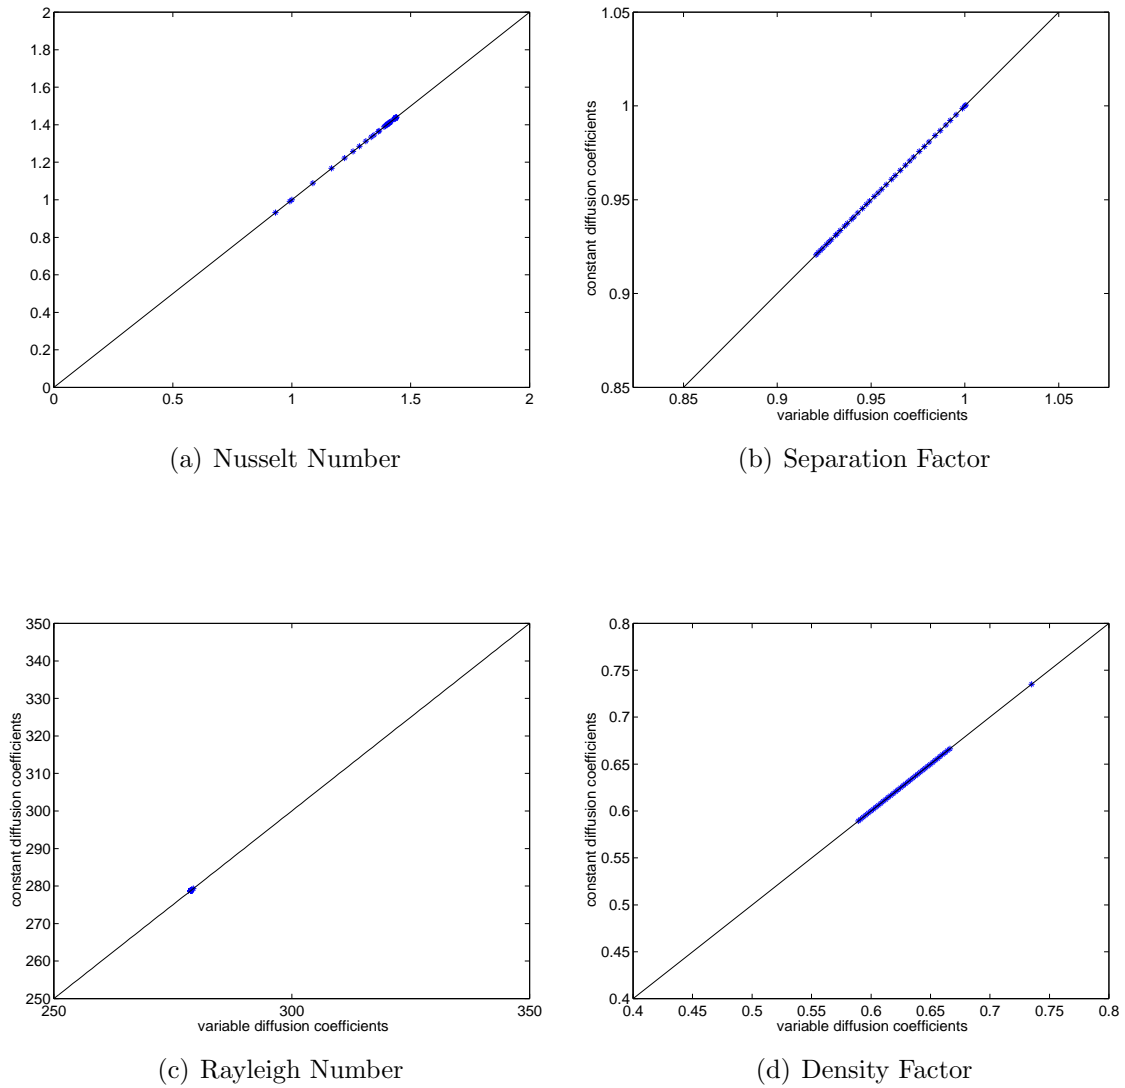 2
1.8
1.6
1.4
1.2
1
0.8
0.6
0.4
0.2
0
0 0.5 1 1.5 2
(a) Nusselt Number
constant diffusion coefficients
1.05
1
0.95
0.9
0.85
0.85 0.9 0.95 1 1.05
variable diffusion coefficients
(b) Separation Factor
constant diffusion coefficients
350
340
330
320
310
300
290
280
270
260
250
250 300 350
variable diffusion coefficients
(c) Rayleigh Number
constant diffusion coefficients
0.8
0.75
0.7
0.65
0.6
0.55
0.5
0.45
0.4
0.4 0.45 0.5 0.55 0.6 0.65 0.7 0.75 0.8
variable diffusion coefficients
(d) Density Factor